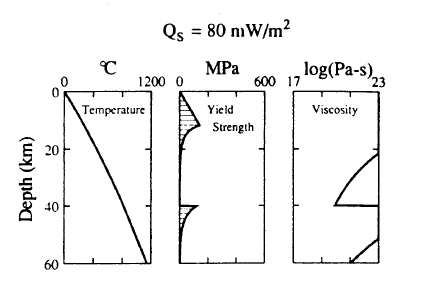 Qs = 80 mW/m²
°C MPa log(Pa-s)
0 1200 0 600 17 23
0
Temperature Yield Viscosity
Strength
20
40
60
Depth (km)